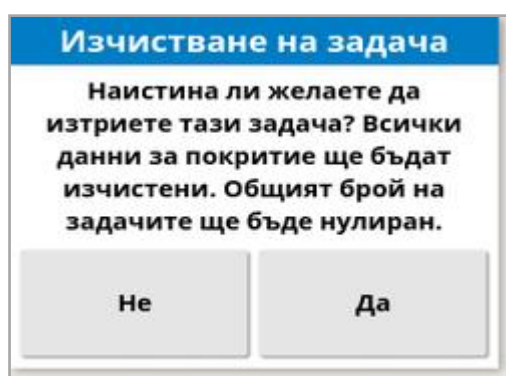 Изчистване на задача
Наистина ли желаете да
изтриете тази задача? Всички
данни за покритие ще бъдат
изчистени. Общият брой на
задачите ще бъде нулиран.
Не
Да